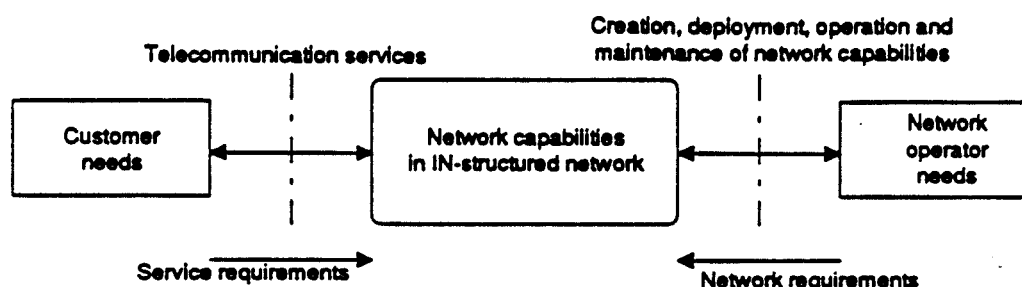 Creation, deployment, operation and
maintenance of network capabilities
Telecommunication services
Customer
needs
Network capabilities
in IN-structured network
Network
operator
needs
Service requirements
Network requirements